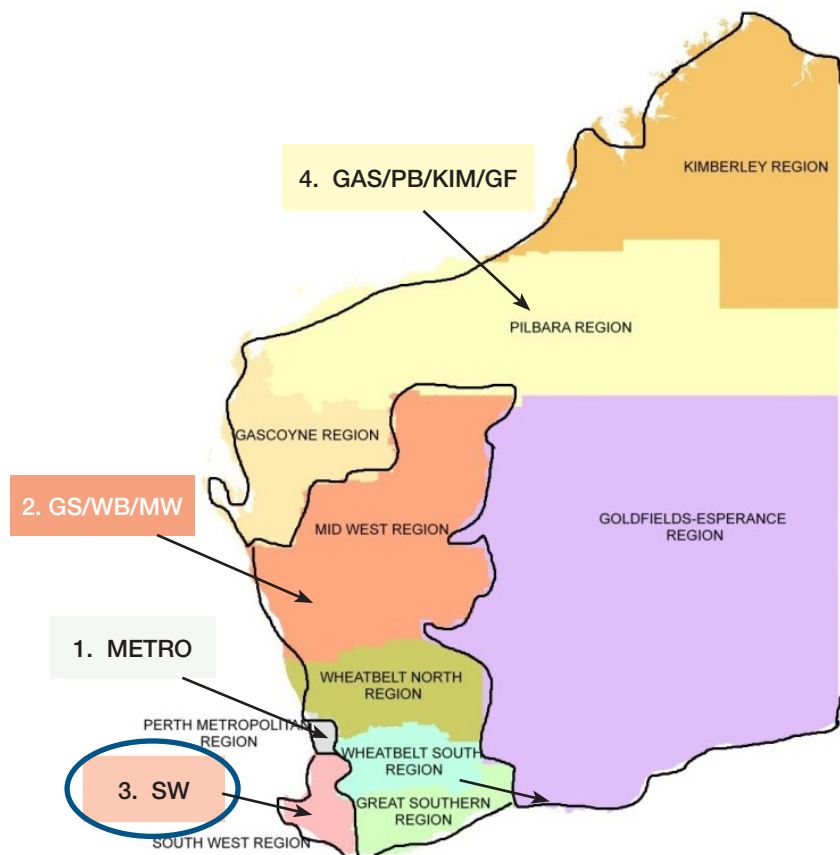 KIMBERLEY REGION
4. GAS/PB/KIM/GF
PILBARA REGION
GASCOYNE REGION
2. GS/WB/MW
MID WEST REGION
GOLDFIELDS-ESPERANCE
REGION
1. METRO
WHEATBELT NORTH
REGION
PERTH METROPOLITAN
REGION
WHEATBELT SOUTH
REGION
3. SW
GREAT SOUTHERN
REGION
SOUTH WEST REGION